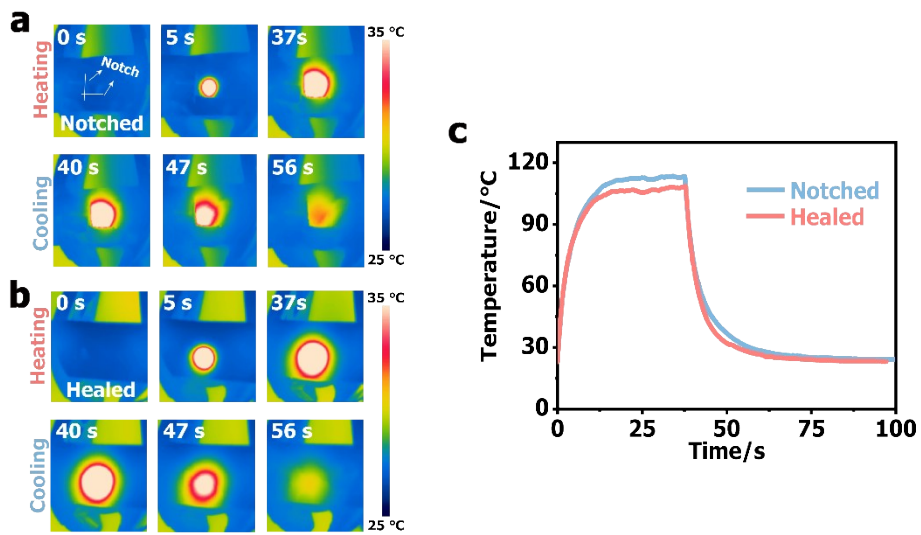 a
Heating
0 s
Notch
Notched
5 s
37s
35 °C
Cooling
40 s
47 s
56 s
25 °C
b
Heating
0 s
Healed
5 s
37s
35 °C
Cooling
40 s
47 s
56 s
25 °C
c
Temperature/°C
120
90
60
30
0
Notched
Healed
0
25
50
75
100
Time/s